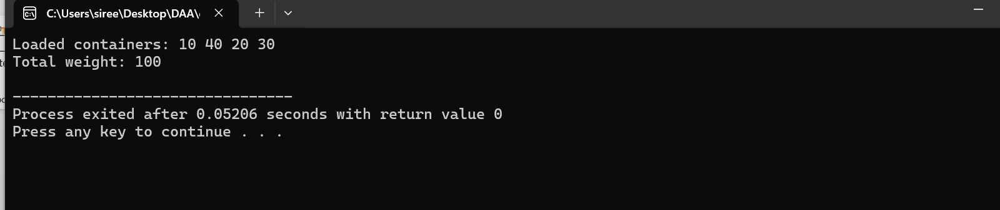 C:\Users\siree\Desktop\DAA\
Loaded containers: 10 40 20 30
Total weight: 100
--------------------------------
Process exited after 0.05206 seconds with return value 0
Press any key to continue . . .